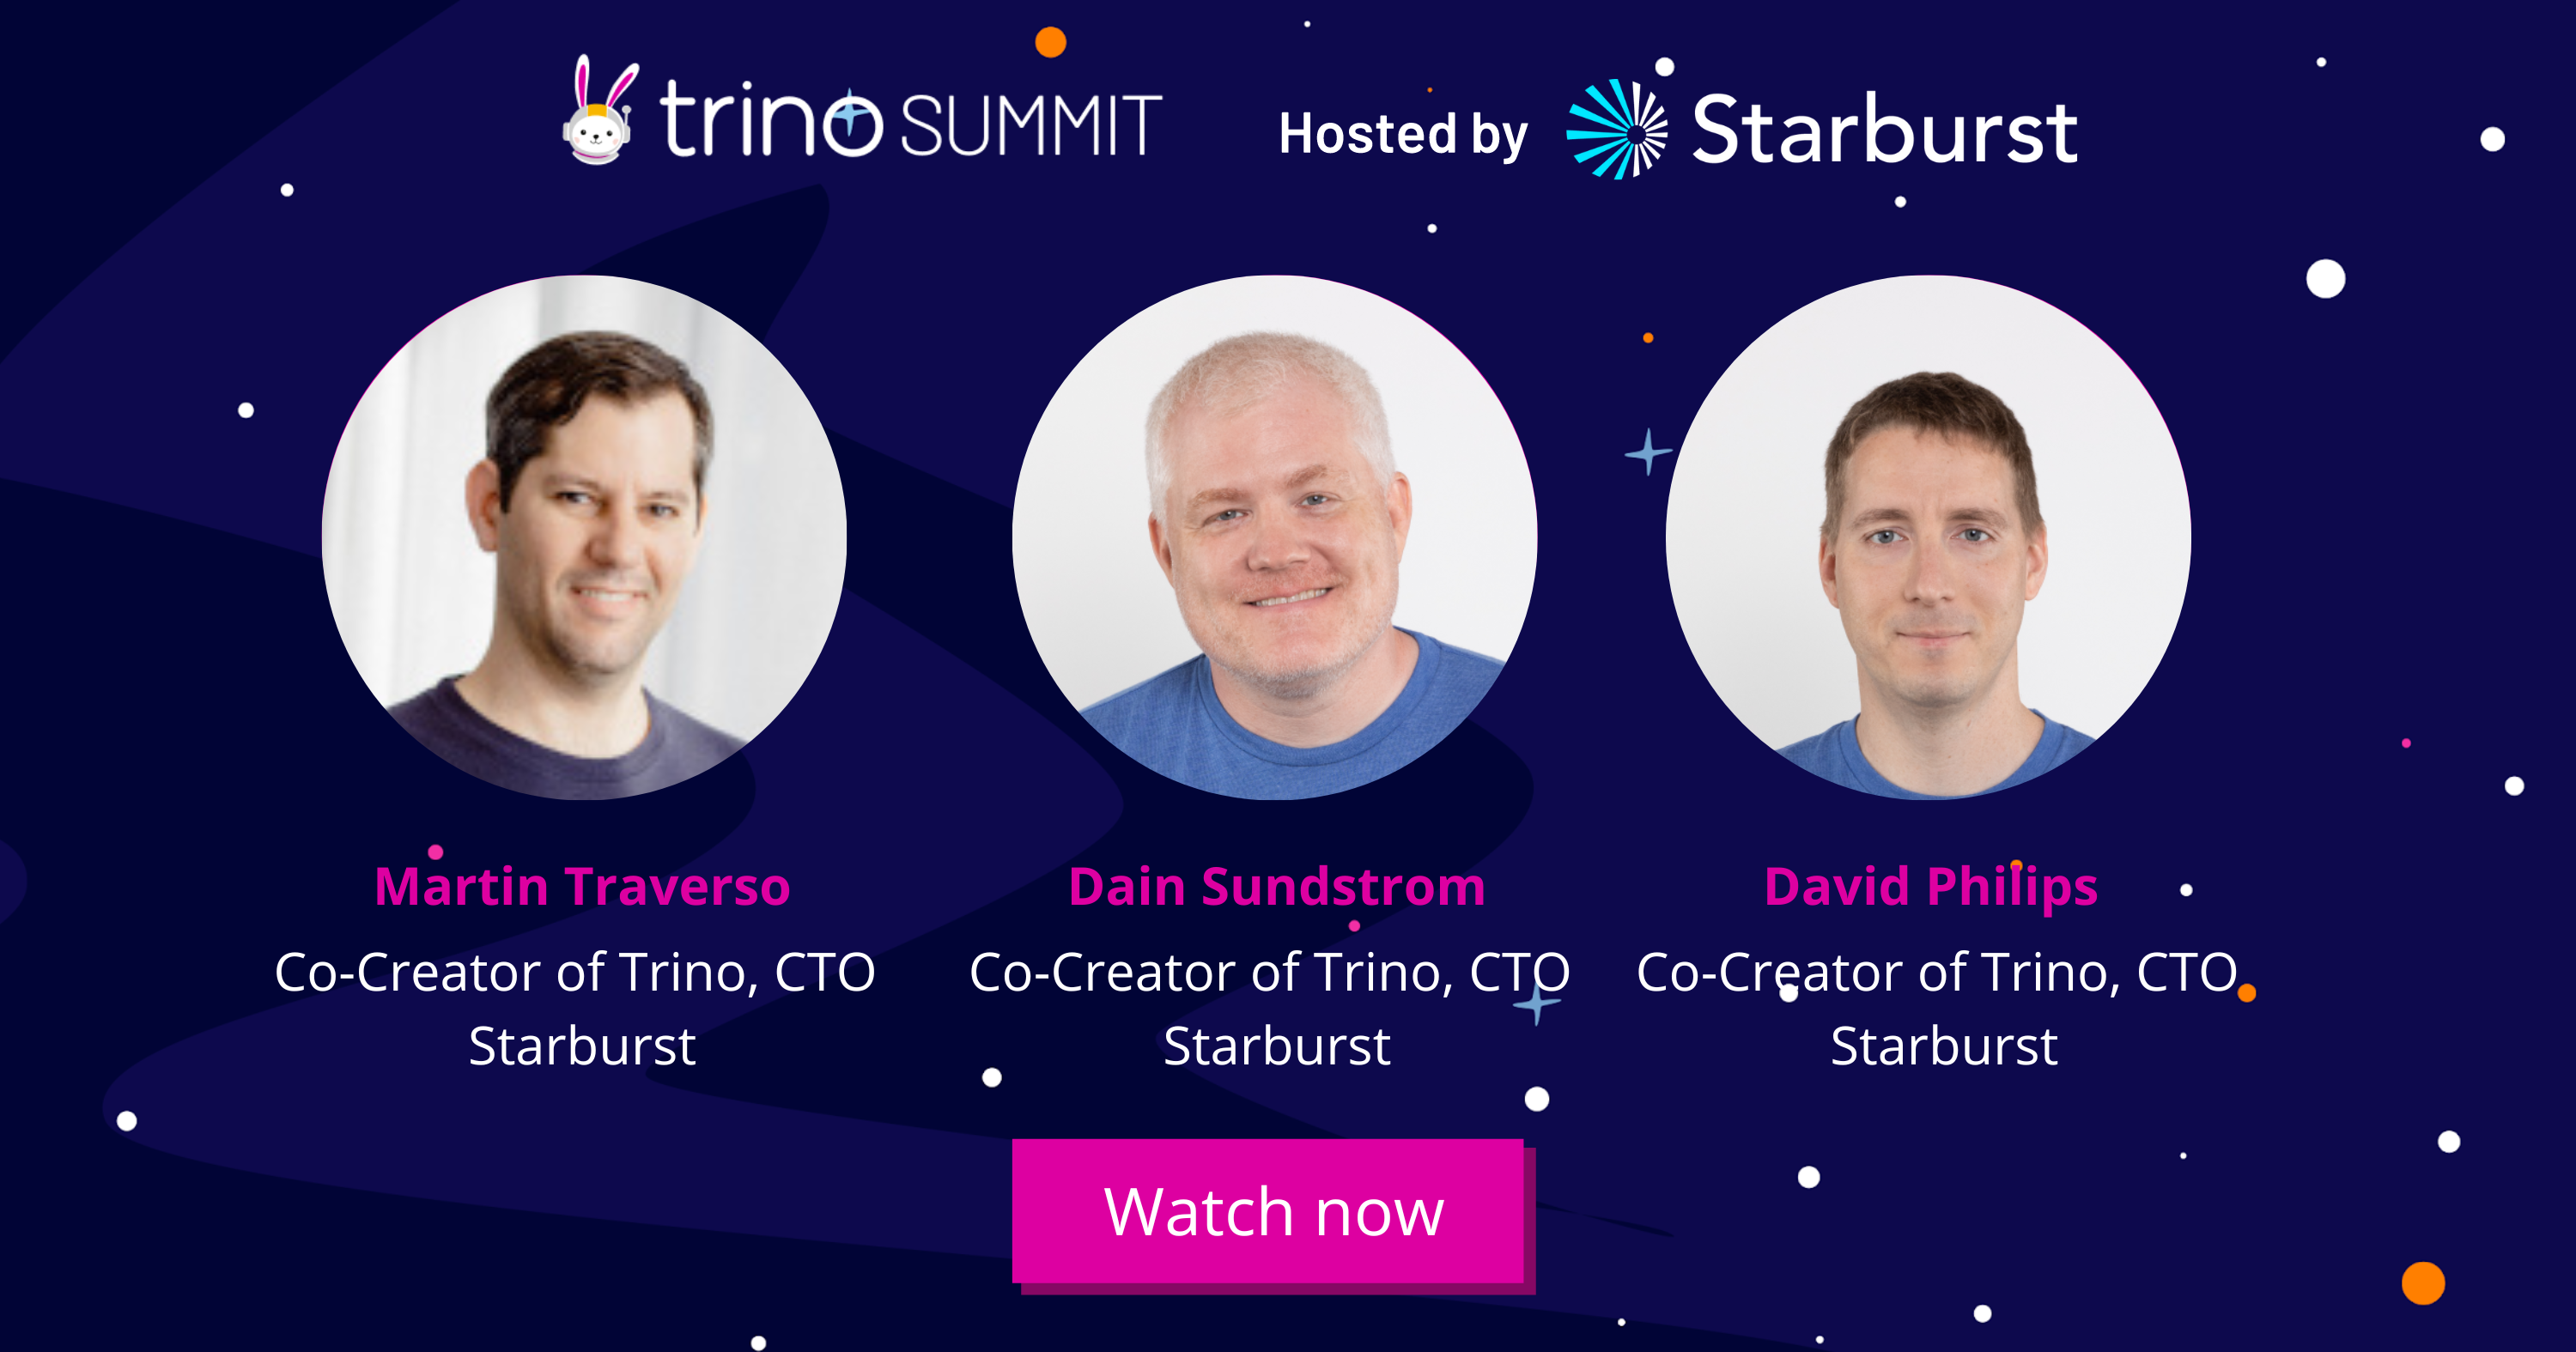 trino SUMMIT
Hosted by Starburst
Martin Traverso
Co-Creator of Trino, CTO
Starburst
Dain Sundstrom
Co-Creator of Trino, CTO
Starburst
David Philips
Co-Creator of Trino, CTO
Starburst
Watch now